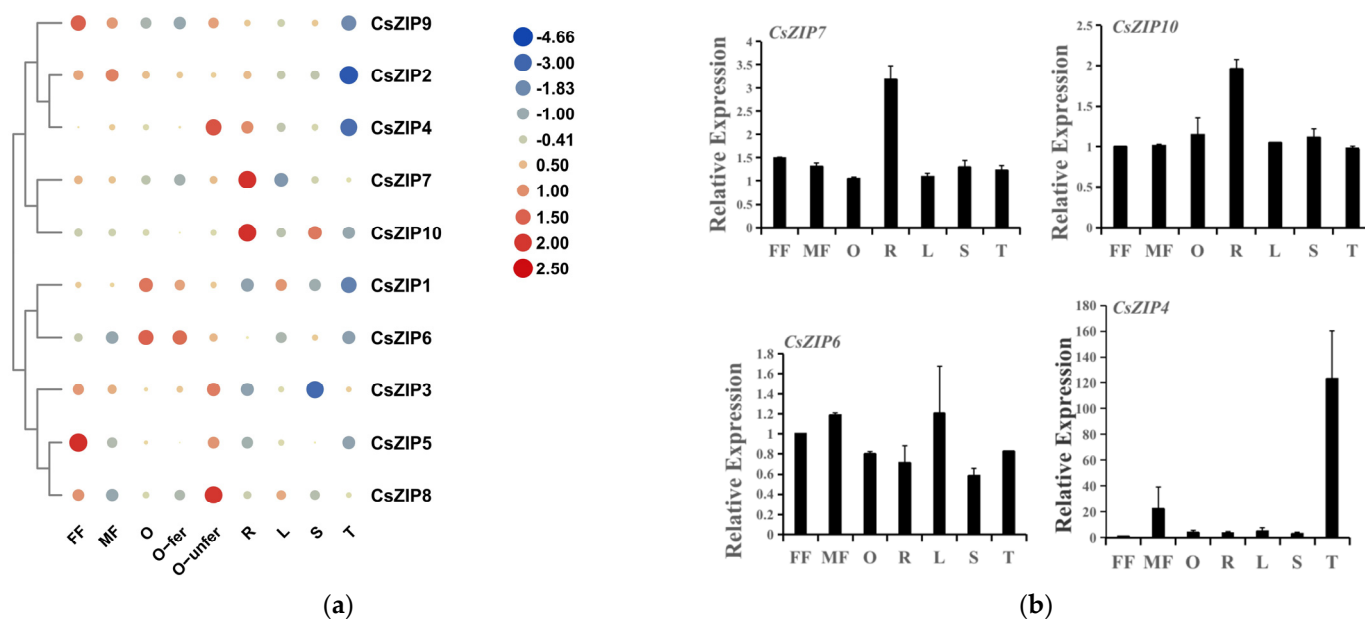 CsZIP9
CsZIP2
CsZIP4
CsZIP7
CsZIP10
CsZIP1
CsZIP6
CsZIP3
CsZIP5
CsZIP8
FF MF O O-fer O-unfer R L S T
-4.66
-3.00
-1.83
-1.00
-0.41
0.50
1.00
1.50
2.00
2.50
(a)
CsZIP7
Relative Expression
4
3.5
3
2.5
2
1.5
1
0.5
0
FF MF O R L S T
CsZIP10
Relative Expression
2.5
2
1.5
1
0.5
0
FF MF O R L S T
CsZIP6
Relative Expression
1.8
1.6
1.4
1.2
1
0.8
0.6
0.4
0.2
0
FF MF O R L S T
CsZIP4
Relative Expression
180
160
140
120
100
80
60
40
20
0
FF MF O R L S T
(b)